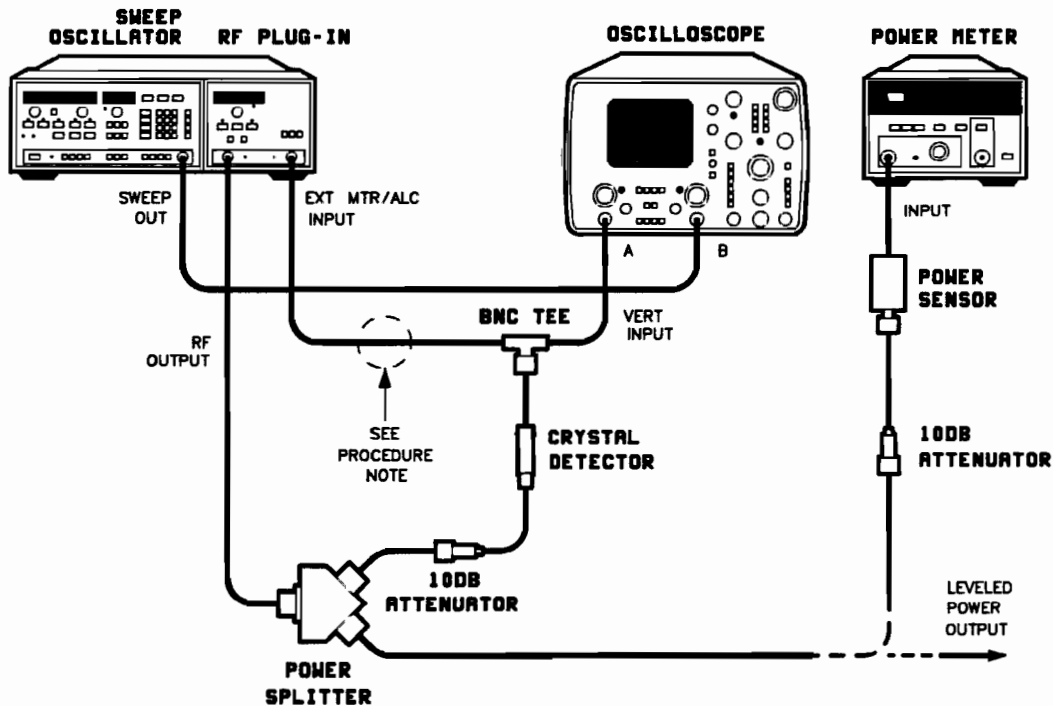 SWEEP
OSCILLATOR
RF PLUG-IN
OSCILLOSCOPE
POWER METER
SWEEP
OUT
EXT MTR/ALC
INPUT
A
B
INPUT
VERT
INPUT
BNC TEE
POWER
SENSOR
RF
OUTPUT
SEE
PROCEDURE
NOTE
CRYSTAL
DETECTOR
10DB
ATTENUATOR
10DB
ATTENUATOR
LEVELED
POWER
OUTPUT
POWER
SPLITTER